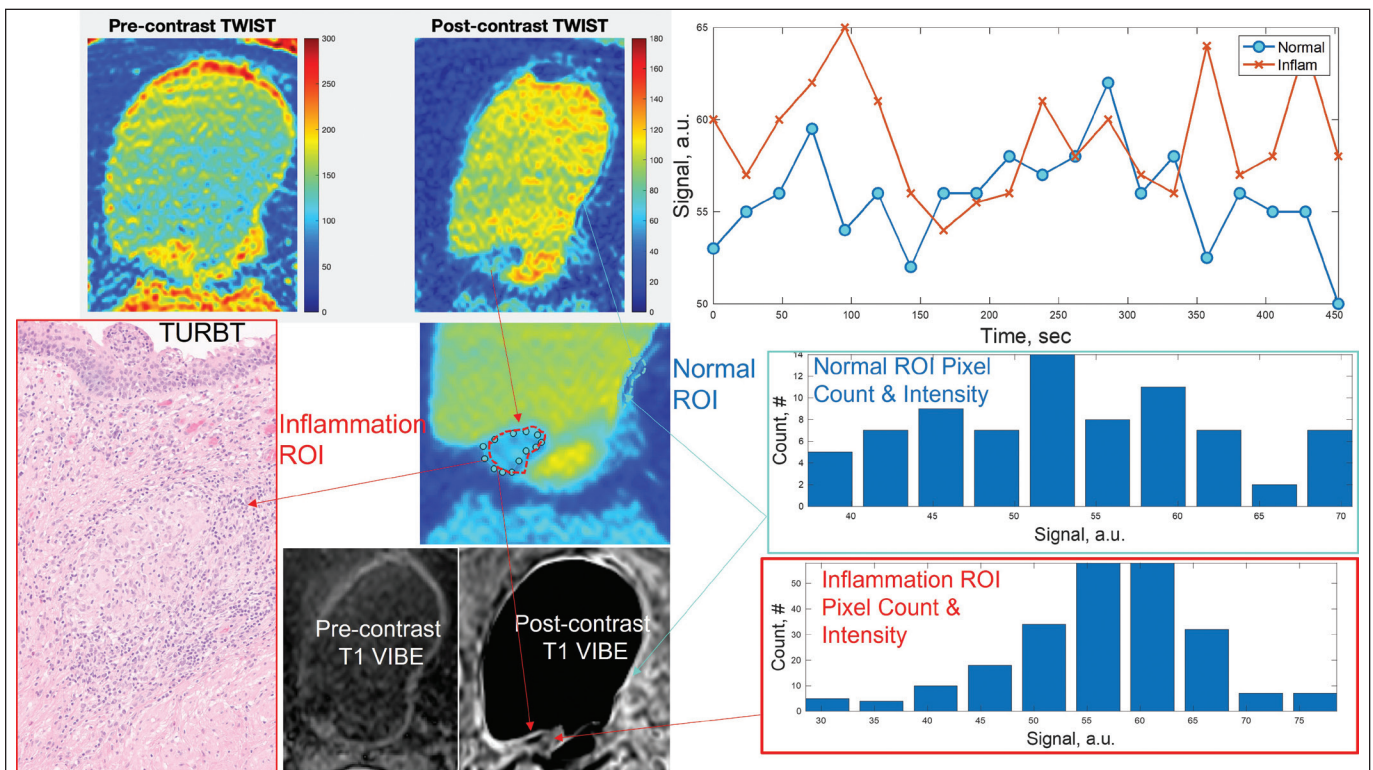 Pre-contrast TWIST
300
250
200
150
100
50
0
Post-contrast TWIST
180
160
140
120
100
80
60
40
20
0
65
60
55
50
Signal, a.u.
Normal
Inflam
0 50 100 150 200 250 300 350 400 450
Time, sec
TURBT
Inflammation
ROI
Normal
ROI
Normal ROI Pixel
Count & Intensity
14
12
10
8
6
4
2
0
Count, #
40 45 50 55 60 65 70
Signal, a.u.
Pre-contrast
T1 VIBE
Post-contrast
T1 VIBE
Inflammation ROI
Pixel Count &
Intensity
50
40
30
20
10
0
Count, #
30 35 40 45 50 55 60 65 70 75
Signal, a.u.